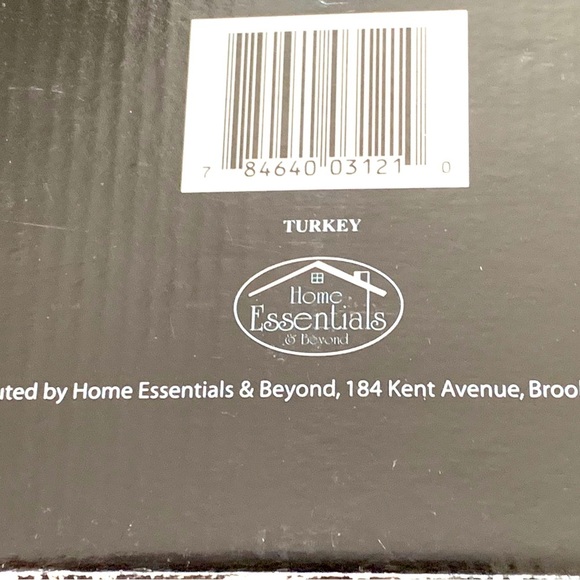 7 84640 03121 0
TURKEY
Home
Essentials
& Beyond
uted by Home Essentials & Beyond, 184 Kent Avenue, Broo